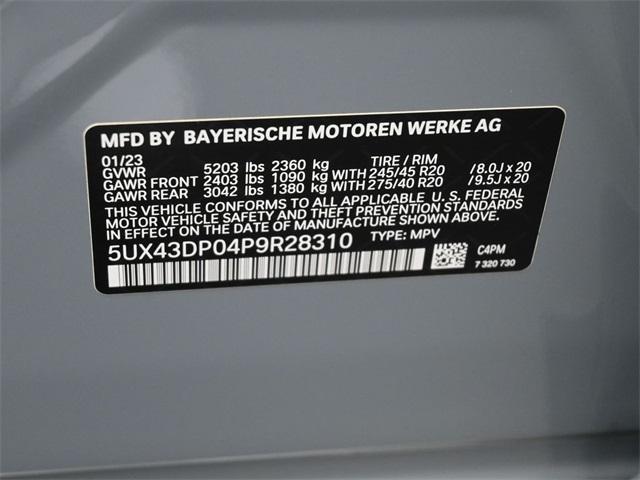 MFD BY BAYERISCHE MOTOREN WERKE AG
01/23 TIRE / RIM
GVWR 5203 lbs 2360 kg
GAWR FRONT 2403 lbs 1090 kg WITH 245/45 R20 /8.0J x 20
GAWR REAR 3042 lbs 1380 kg WITH 275/40 R20 /9.5J x 20
THIS VEHICLE CONFORMS TO ALL APPLICABLE U. S. FEDERAL
MOTOR VEHICLE SAFETY AND THEFT PREVENTION STANDARDS
IN EFFECT ON THE DATE OF MANUFACTURE SHOWN ABOVE.
5UX43DP04P9R28310 TYPE: MPV
C4PM
7 320 730